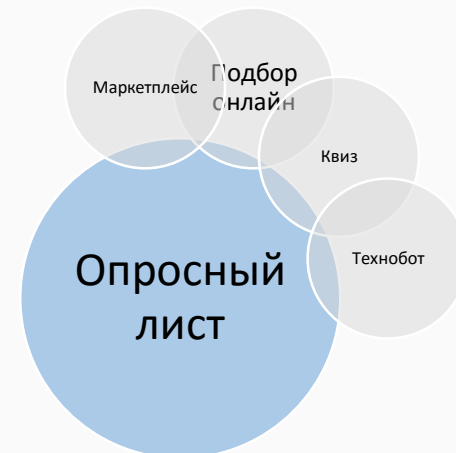 Маркетплейс
Подбор
онлайн
Квиз
Технобот
Опросный
лист